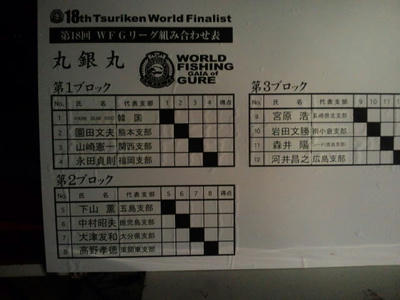 18th Tsuriken World Finalist
第18回 WFGリーグ組み合わせ表
丸銀丸
WORLD
FISHING
GAIA of
GURE
第1ブロック
No. 氏 名 代表支部 1 2 3 4 得点
1 韓国
2 園田文夫 熊本支部
3 山崎憲一 関西支部
4 永田貞則 福岡支部
第2ブロック
No. 氏 名 代表支部 5 6 7 8 得点
5 下山 薫 五島支部
6 中村昭夫 鹿児島支部
7 大津友和 大分県支部
8 高野孝徳 東関東支部
第3ブロック
No. 氏 名 代表支部 9 10 11
9 宮原 浩 長崎県北支部
10 岩田文勝 南小倉支部
11 森井 陽
12 河井昌之 広島支部